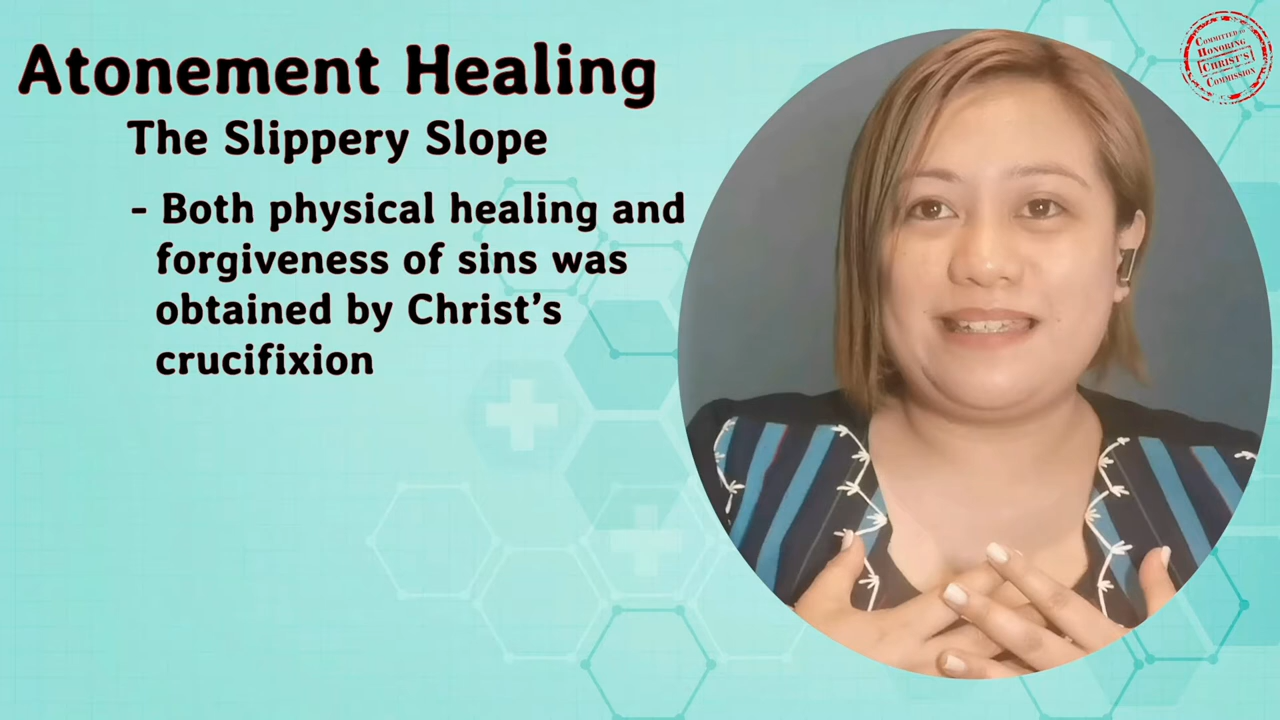 Atonement Healing
The Slippery Slope
- Both physical healing and
forgiveness of sins was
obtained by Christ's
crucifixion
Committed to
Honoring
Christ's
Commission